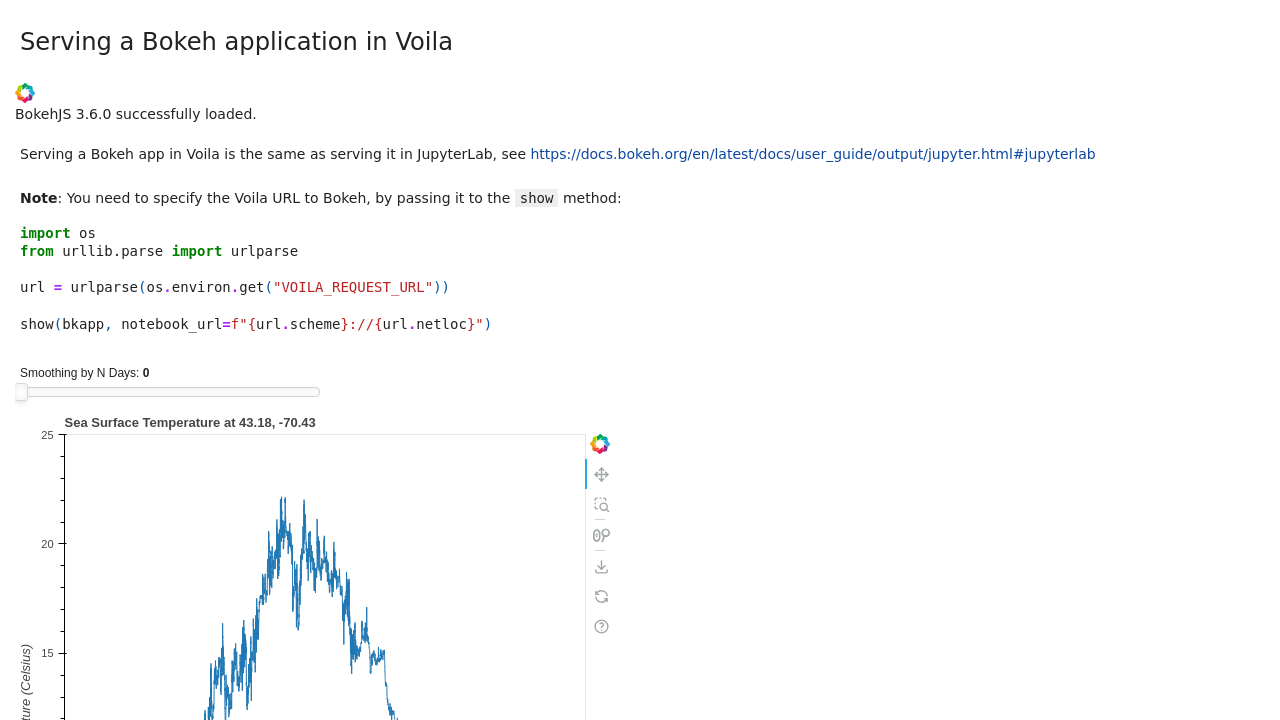 Serving a Bokeh application in Voila
BokehJS 3.6.0 successfully loaded.
Serving a Bokeh app in Voila is the same as serving it in JupyterLab, see https://docs.bokeh.org/en/latest/docs/user_guide/output/jupyter.html#jupyterlab
Note: You need to specify the Voila URL to Bokeh, by passing it to the show method:
import os
from urllib.parse import urlparse
url = urlparse(os.environ.get("VOILA_REQUEST_URL"))
show(bkapp, notebook_url=f"{url.scheme}://{url.netloc}")
Smoothing by N Days: 0
Sea Surface Temperature at 43.18, -70.43
25
20
15
(Celsius)